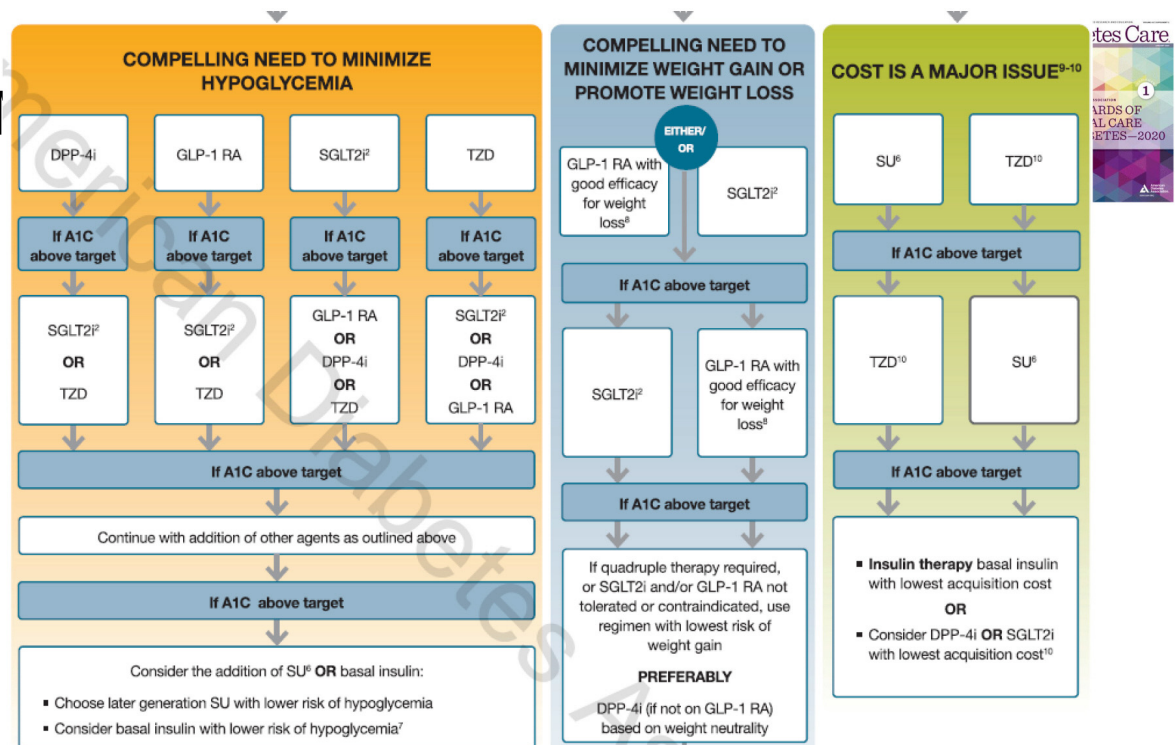 COMPELLING NEED TO MINIMIZE
HYPOGLYCEMIA
DPP-4i
GLP-1 RA
SGLT2i²
TZD
If A1C
above target
If A1C
above target
If A1C
above target
If A1C
above target
SGLT2i²
OR
TZD
SGLT2i²
OR
TZD
GLP-1 RA
OR
DPP-4i
OR
TZD
SGLT2i²
OR
DPP-4i
OR
GLP-1 RA
If A1C above target
Continue with addition of other agents as outlined above
If A1C above target
Consider the addition of SU⁶ OR basal insulin:
▪ Choose later generation SU with lower risk of hypoglycemia
▪ Consider basal insulin with lower risk of hypoglycemia⁷
COMPELLING NEED TO
MINIMIZE WEIGHT GAIN OR
PROMOTE WEIGHT LOSS
EITHER/
OR
GLP-1 RA with
good efficacy
for weight
loss⁸
SGLT2i²
If A1C above target
SGLT2i²
GLP-1 RA with
good efficacy
for weight
loss⁸
If A1C above target
If quadruple therapy required,
or SGLT2i and/or GLP-1 RA not
tolerated or contraindicated, use
regimen with lowest risk of
weight gain
PREFERABLY
DPP-4i (if not on GLP-1 RA)
based on weight neutrality
COST IS A MAJOR ISSUE⁹⁻¹⁰
SU⁶
TZD¹⁰
If A1C above target
TZD¹⁰
SU⁶
If A1C above target
▪ Insulin therapy basal insulin
with lowest acquisition cost
OR
▪ Consider DPP-4i OR SGLT2i
with lowest acquisition cost¹⁰
etes Care
1
ARDS OF
AL CARE
BETES—2020
merican Diabetes As